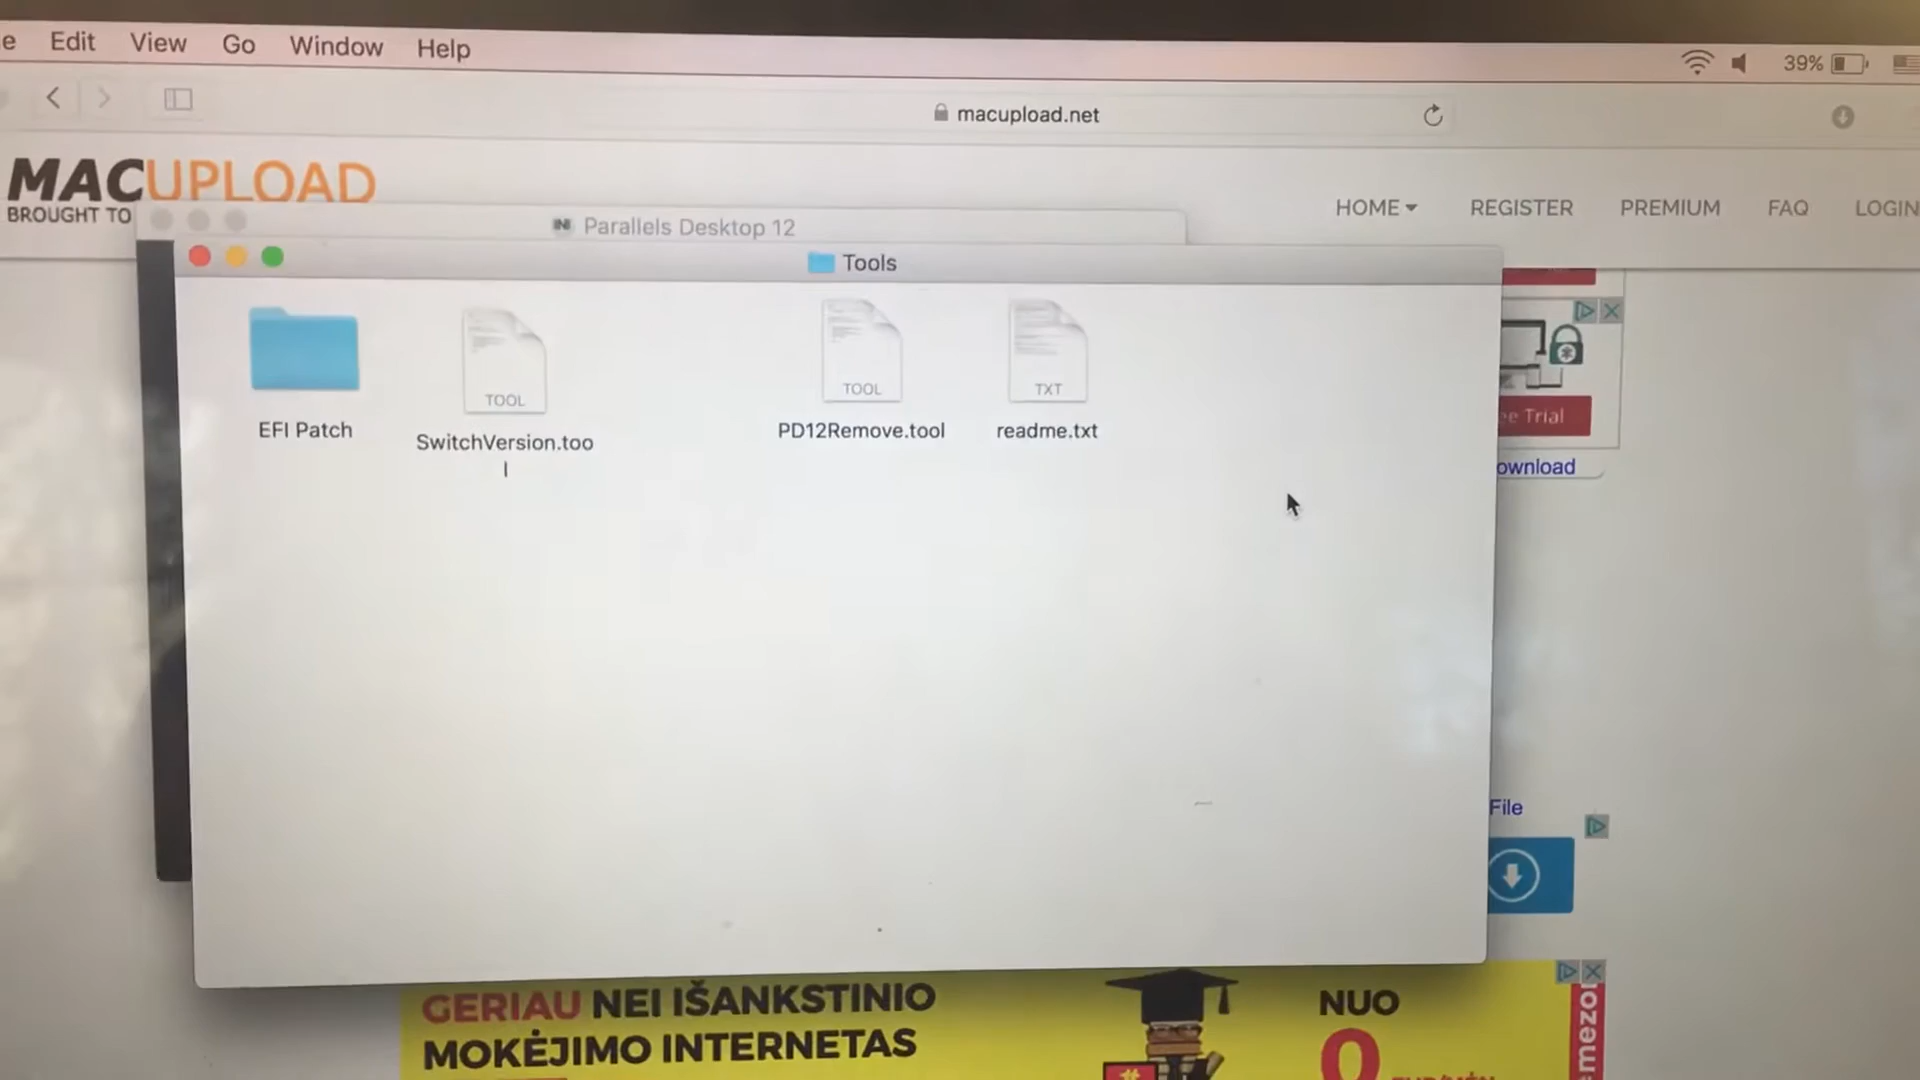 Edit View Go Window Help
39%
macupload.net
MACUPLOAD
BROUGHT TO
HOME REGISTER PREMIUM FAQ LOGIN
Parallels Desktop 12
Tools
TOOL
TOOL
TXT
EFI Patch
SwitchVersion.too
l
PD12Remove.tool
readme.txt
Trial
ownload
File
GERIAU NEI IŠANKSTINIO
MOKĖJIMO INTERNETAS
NUO
0
#
mezon